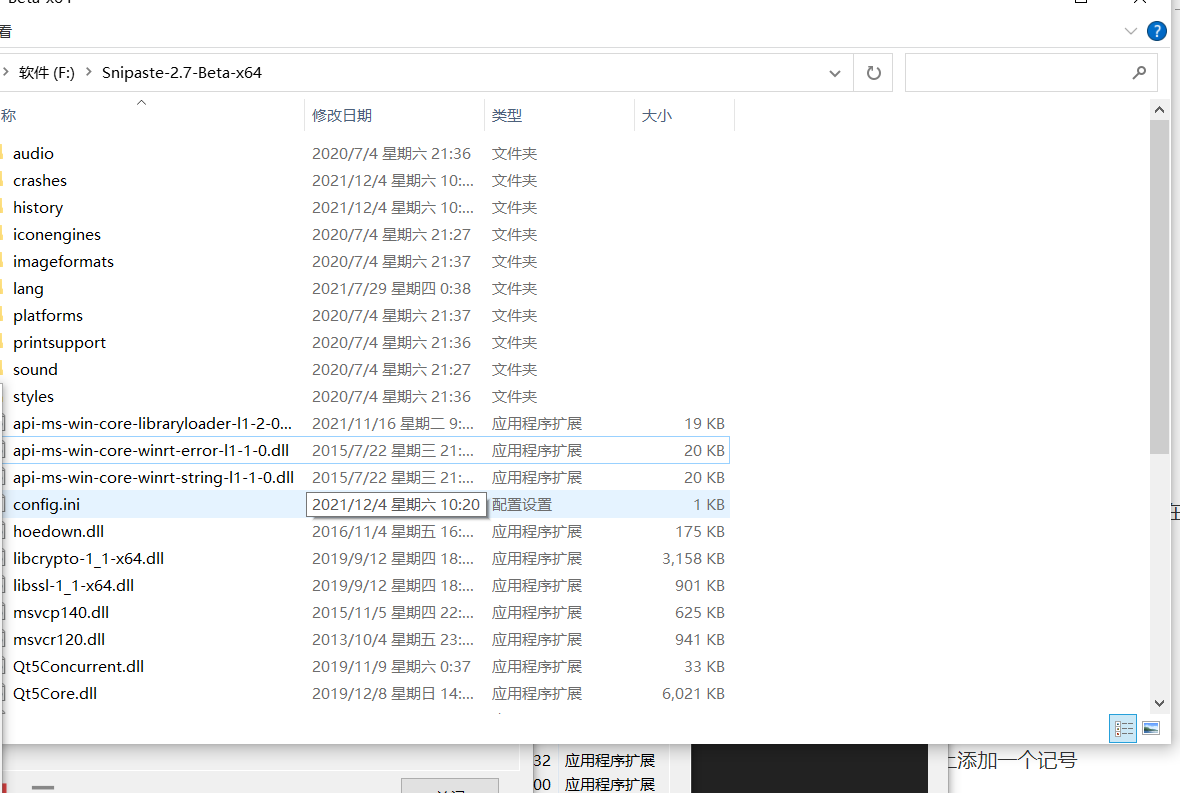 Beta-x64
看
软件 (F:) Snipaste-2.7-Beta-x64
称 修改日期 类型 大小
audio 2020/7/4 星期六 21:36 文件夹
crashes 2021/12/4 星期六 10:... 文件夹
history 2021/12/4 星期六 10:... 文件夹
iconengines 2020/7/4 星期六 21:27 文件夹
imageformats 2020/7/4 星期六 21:37 文件夹
lang 2021/7/29 星期四 0:38 文件夹
platforms 2020/7/4 星期六 21:37 文件夹
printsupport 2020/7/4 星期六 21:36 文件夹
sound 2020/7/4 星期六 21:27 文件夹
styles 2020/7/4 星期六 21:36 文件夹
api-ms-win-core-libraryloader-l1-2-0... 2021/11/16 星期二 9:... 应用程序扩展 19 KB
api-ms-win-core-winrt-error-l1-1-0.dll 2015/7/22 星期三 21:... 应用程序扩展 20 KB
api-ms-win-core-winrt-string-l1-1-0.dll 2015/7/22 星期三 21:... 应用程序扩展 20 KB
config.ini 2021/12/4 星期六 10:20 配置设置 1 KB
hoedown.dll 2016/11/4 星期五 16:... 应用程序扩展 175 KB
libcrypto-1_1-x64.dll 2019/9/12 星期四 18:... 应用程序扩展 3,158 KB
libssl-1_1-x64.dll 2019/9/12 星期四 18:... 应用程序扩展 901 KB
msvcp140.dll 2015/11/5 星期四 22:... 应用程序扩展 625 KB
msvcr120.dll 2013/10/4 星期五 23:... 应用程序扩展 941 KB
Qt5Concurrent.dll 2019/11/9 星期六 0:37 应用程序扩展 33 KB
Qt5Core.dll 2019/12/8 星期日 14:... 应用程序扩展 6,021 KB
32 应用程序扩展
上添加一个记号
00 应用程序扩展